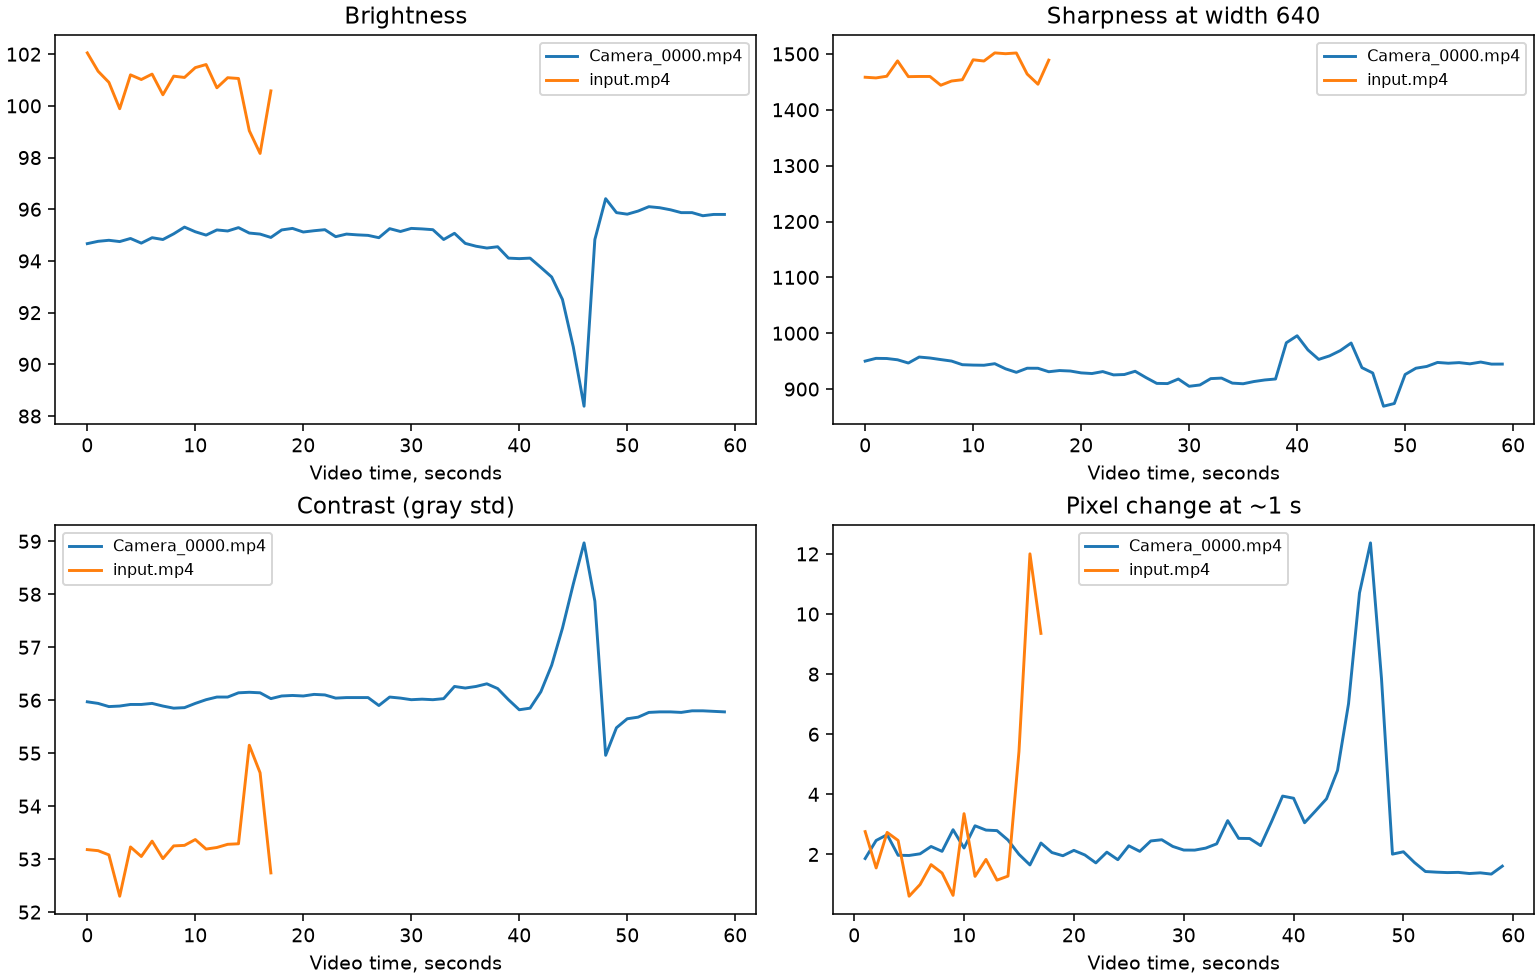 Brightness
102
100
98
96
94
92
90
88
Camera_0000.mp4
input.mp4
0 10 20 30 40 50 60
Video time, seconds
Sharpness at width 640
1500
1400
1300
1200
1100
1000
900
Camera_0000.mp4
input.mp4
0 10 20 30 40 50 60
Video time, seconds
Contrast (gray std)
59
58
57
56
55
54
53
52
Camera_0000.mp4
input.mp4
0 10 20 30 40 50 60
Video time, seconds
Pixel change at ~1 s
12
10
8
6
4
2
Camera_0000.mp4
input.mp4
0 10 20 30 40 50 60
Video time, seconds